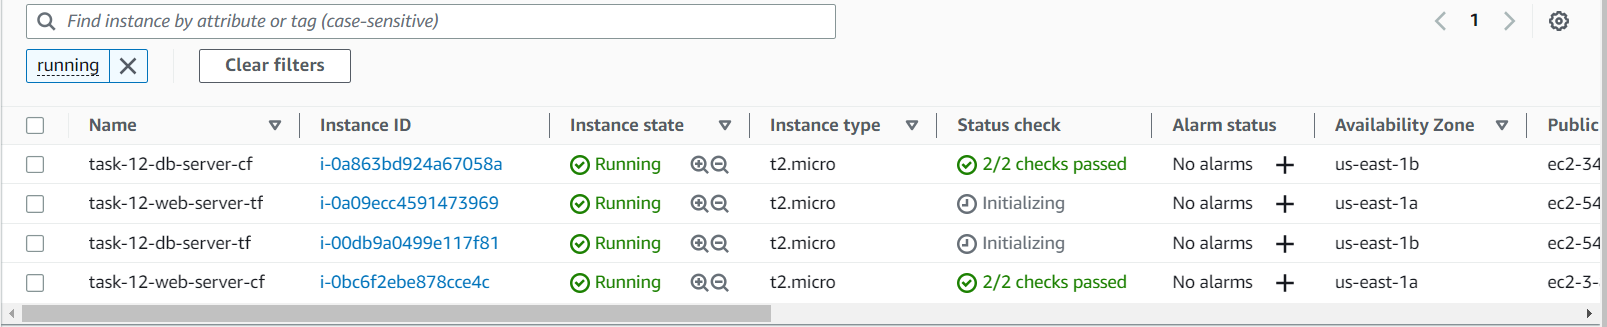 Find instance by attribute or tag (case-sensitive)
1
running
Clear filters
Name Instance ID Instance state Instance type Status check Alarm status Availability Zone Public
task-12-db-server-cf i-0a863bd924a67058a Running t2.micro 2/2 checks passed No alarms us-east-1b ec2-34
task-12-web-server-tf i-0a09ecc4591473969 Running t2.micro Initializing No alarms us-east-1a ec2-54
task-12-db-server-tf i-00db9a0499e117f81 Running t2.micro Initializing No alarms us-east-1b ec2-54
task-12-web-server-cf i-0bc6f2ebe878cce4c Running t2.micro 2/2 checks passed No alarms us-east-1a ec2-3-